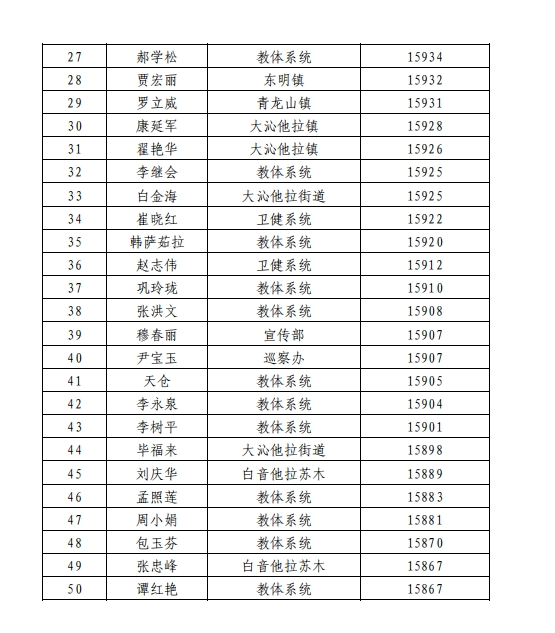 27 郝学松 教体系统 15934
28 贾宏丽 东明镇 15932
29 罗立威 青龙山镇 15931
30 康延军 大沁他拉镇 15928
31 翟艳华 大沁他拉镇 15926
32 李继会 教体系统 15925
33 白金海 大沁他拉街道 15925
34 崔晓红 卫健系统 15922
35 韩萨茹拉 教体系统 15920
36 赵志伟 卫健系统 15912
37 巩玲珑 教体系统 15910
38 张洪文 教体系统 15908
39 穆春丽 宣传部 15907
40 尹宝玉 巡察办 15907
41 天仓 教体系统 15905
42 李永泉 教体系统 15904
43 李树平 教体系统 15901
44 毕福来 大沁他拉街道 15898
45 刘庆华 白音他拉苏木 15889
46 孟照莲 教体系统 15883
47 周小娟 教体系统 15881
48 包玉芬 教体系统 15870
49 张忠峰 白音他拉苏木 15867
50 谭红艳 教体系统 15867